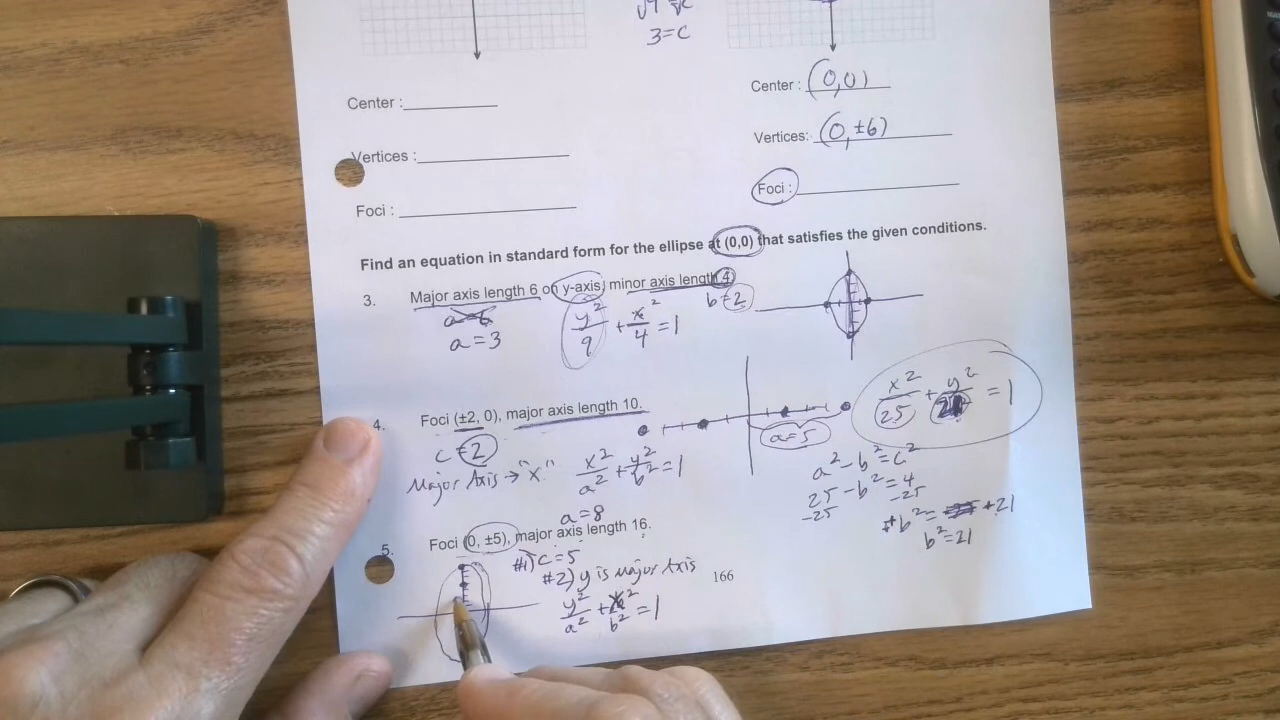 3=c
Center : (0,0)
Center :
Vertices: (0, ±6)
Vertices :
Foci :
Foci :
Find an equation in standard form for the ellipse at (0,0) that satisfies the given conditions.
3. Major axis length 6 on y-axis, minor axis length 4
b=2
a=3
y²/9 + x²/4 = 1
4. Foci (±2, 0), major axis length 10.
c=2
a=5
x²/25 + y²/21 = 1
Major Axis → "x"
x²/a² + y²/b² = 1
a² - b² = c²
25 - b² = 4
-25 -25
b² = +21
b² = 21
a=8
5. Foci (0, ±5), major axis length 16.
#1) c=5
#2) y is Major Axis
y²/a² + x²/b² = 1
166